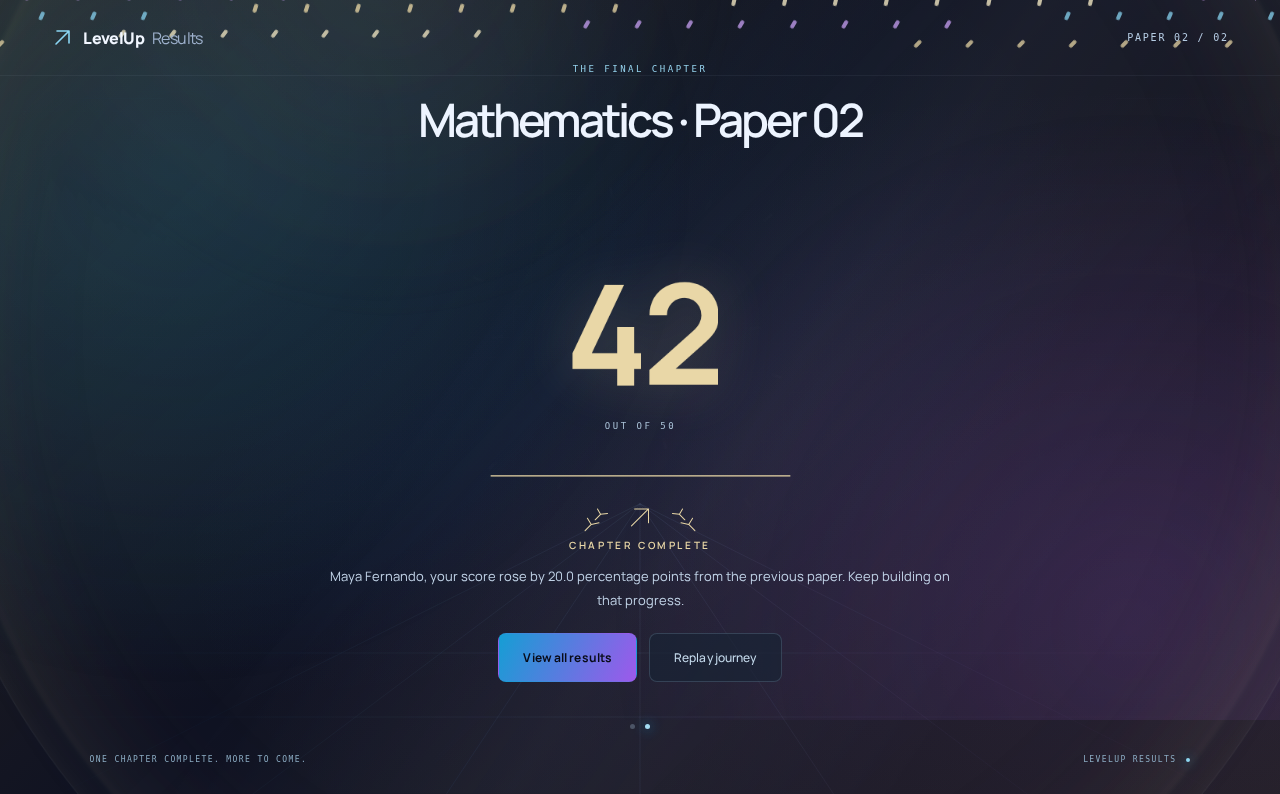 LevelUp Results
PAPER 02 / 02
THE FINAL CHAPTER
Mathematics · Paper 02
42
OUT OF 50
CHAPTER COMPLETE
Maya Fernando, your score rose by 20.0 percentage points from the previous paper. Keep building on
that progress.
View all results
Replay journey
ONE CHAPTER COMPLETE. MORE TO COME.
LEVELUP RESULTS